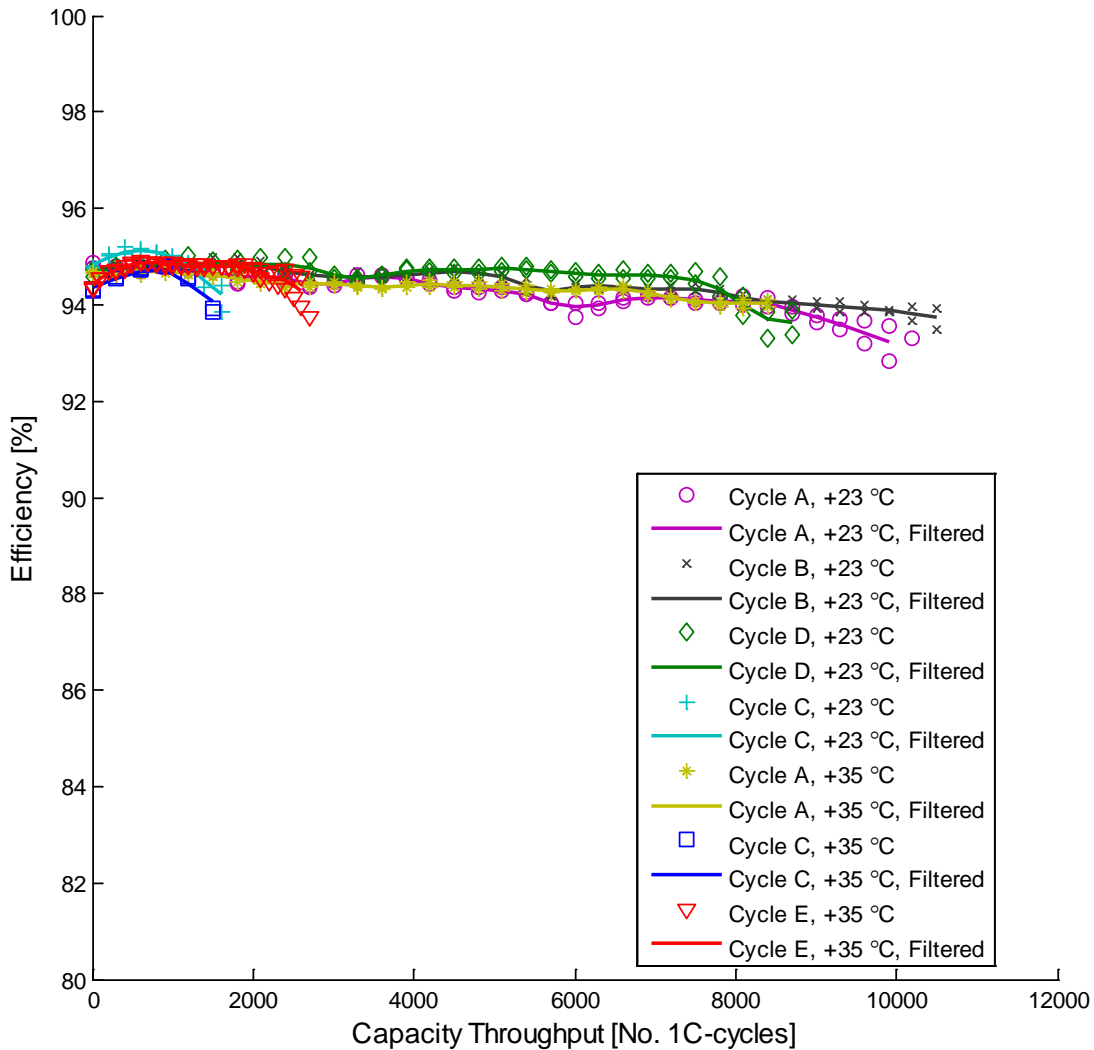 100
98
96
94
92
90
88
86
84
82
80
Efficiency [%]
0
2000
4000
6000
8000
10000
12000
Capacity Throughput [No. 1C-cycles]
Cycle A, +23 °C
Cycle A, +23 °C, Filtered
Cycle B, +23 °C
Cycle B, +23 °C, Filtered
Cycle D, +23 °C
Cycle D, +23 °C, Filtered
Cycle C, +23 °C
Cycle C, +23 °C, Filtered
Cycle A, +35 °C
Cycle A, +35 °C, Filtered
Cycle C, +35 °C
Cycle C, +35 °C, Filtered
Cycle E, +35 °C
Cycle E, +35 °C, Filtered